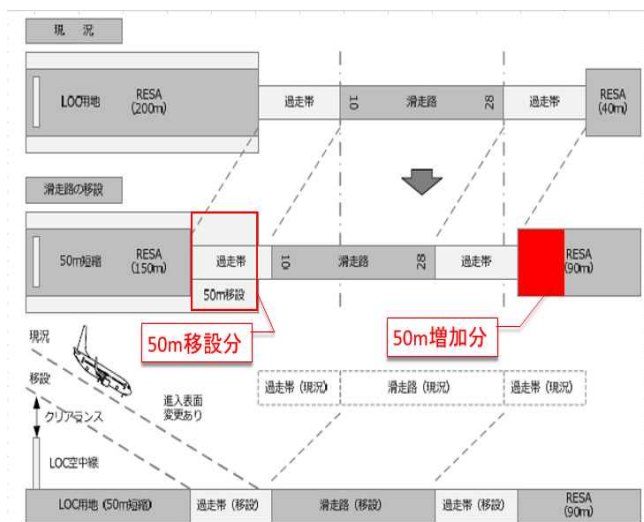 現 況
LOC用地
RESA
(200m)
過走帯
10
滑走路
28
過走帯
RESA
(40m)
滑走路の移設
50m短縮
RESA
(150m)
過走帯
50m移設
10
滑走路
28
過走帯
RESA
(90m)
50m移設分
50m増加分
現況
移設
クリアランス
LOC空中線
進入表面
変更あり
過走帯 (現況)
滑走路 (現況)
過走帯 (現況)
LOC用地 (50m短縮)
過走帯 (移設)
滑走路 (移設)
過走帯 (移設)
RESA
(90m)